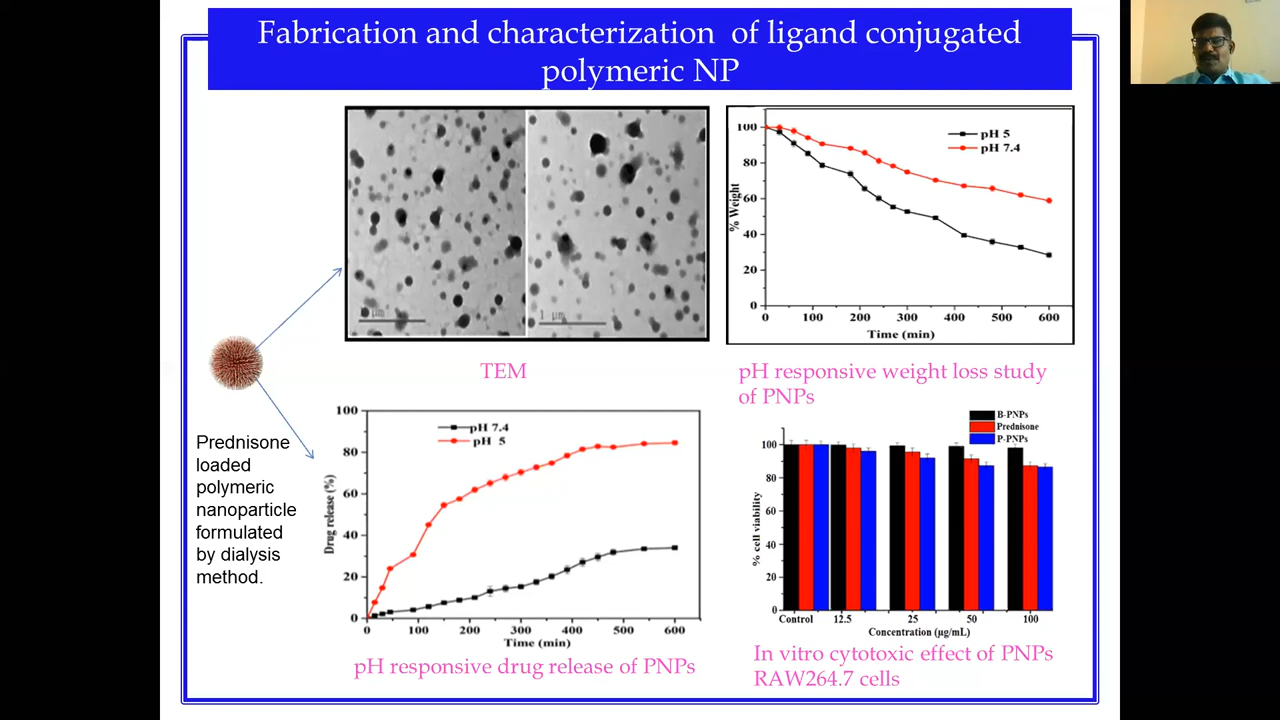 Fabrication and characterization of ligand conjugated
polymeric NP
1 μm
TEM
100
80
60
40
20
0
% Weight
pH 5
pH 7.4
0 100 200 300 400 500 600
Time (min)
pH responsive weight loss study
of PNPs
Prednisone
loaded
polymeric
nanoparticle
formulated
by dialysis
method.
100
80
60
40
20
0
Drug release (%)
pH 7.4
pH 5
0 100 200 300 400 500 600
Time (min)
pH responsive drug release of PNPs
B-PNPs
Prednisone
P-PNPs
100
80
60
40
20
0
% cell viability
Control 12.5 25 50 100
Concentration (μg/mL)
In vitro cytotoxic effect of PNPs
RAW264.7 cells